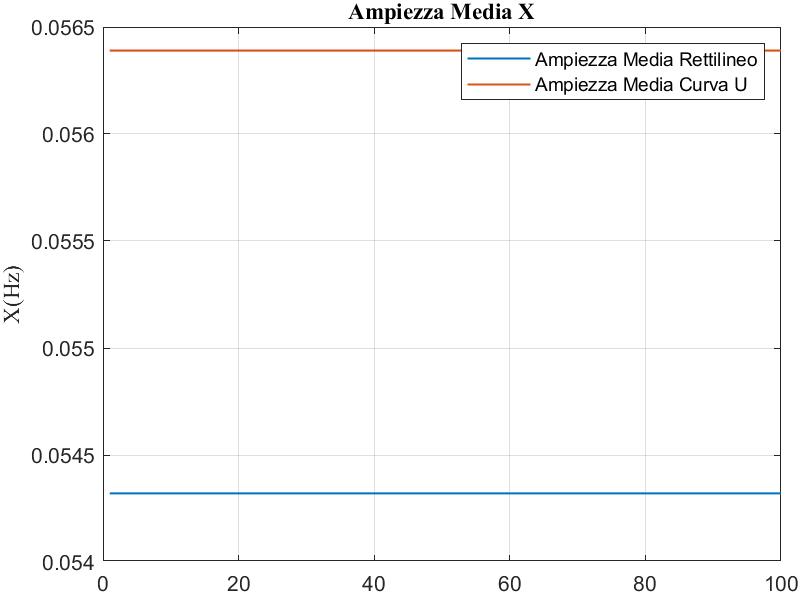 Ampiezza Media X
0.0565
0.056
0.0555
0.055
0.0545
0.054
X(Hz)
Ampiezza Media Rettilineo
Ampiezza Media Curva U
0 20 40 60 80 100